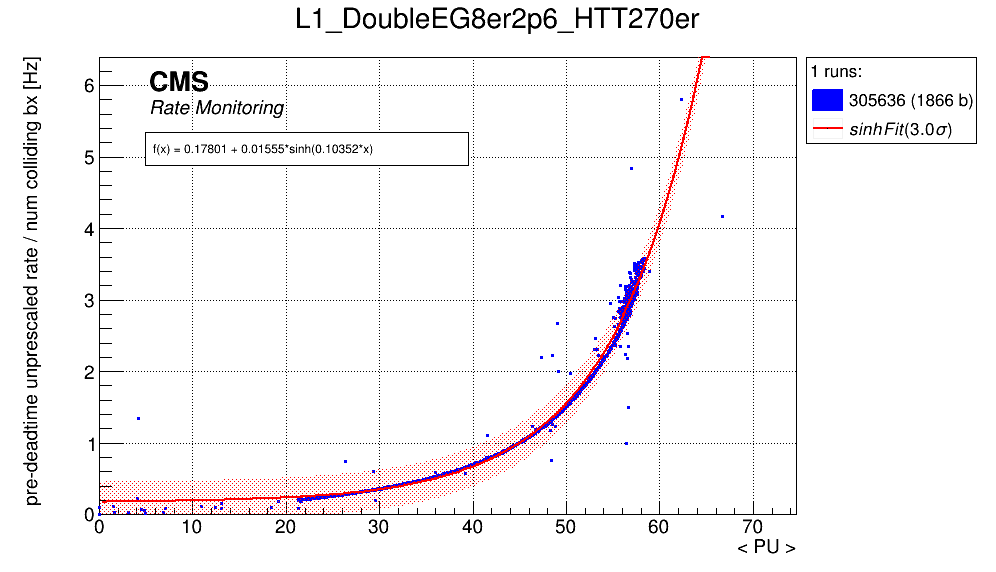 L1_DoubleEG8er2p6_HTT270er
pre-deadtime unprescaled rate / num colliding bx [Hz]
CMS
Rate Monitoring
f(x) = 0.17801 + 0.01555*sinh(0.10352*x)
1 runs:
305636 (1866 b)
sinhFit(3.0σ)
6
5
4
3
2
1
0
0 10 20 30 40 50 60 70
< PU >